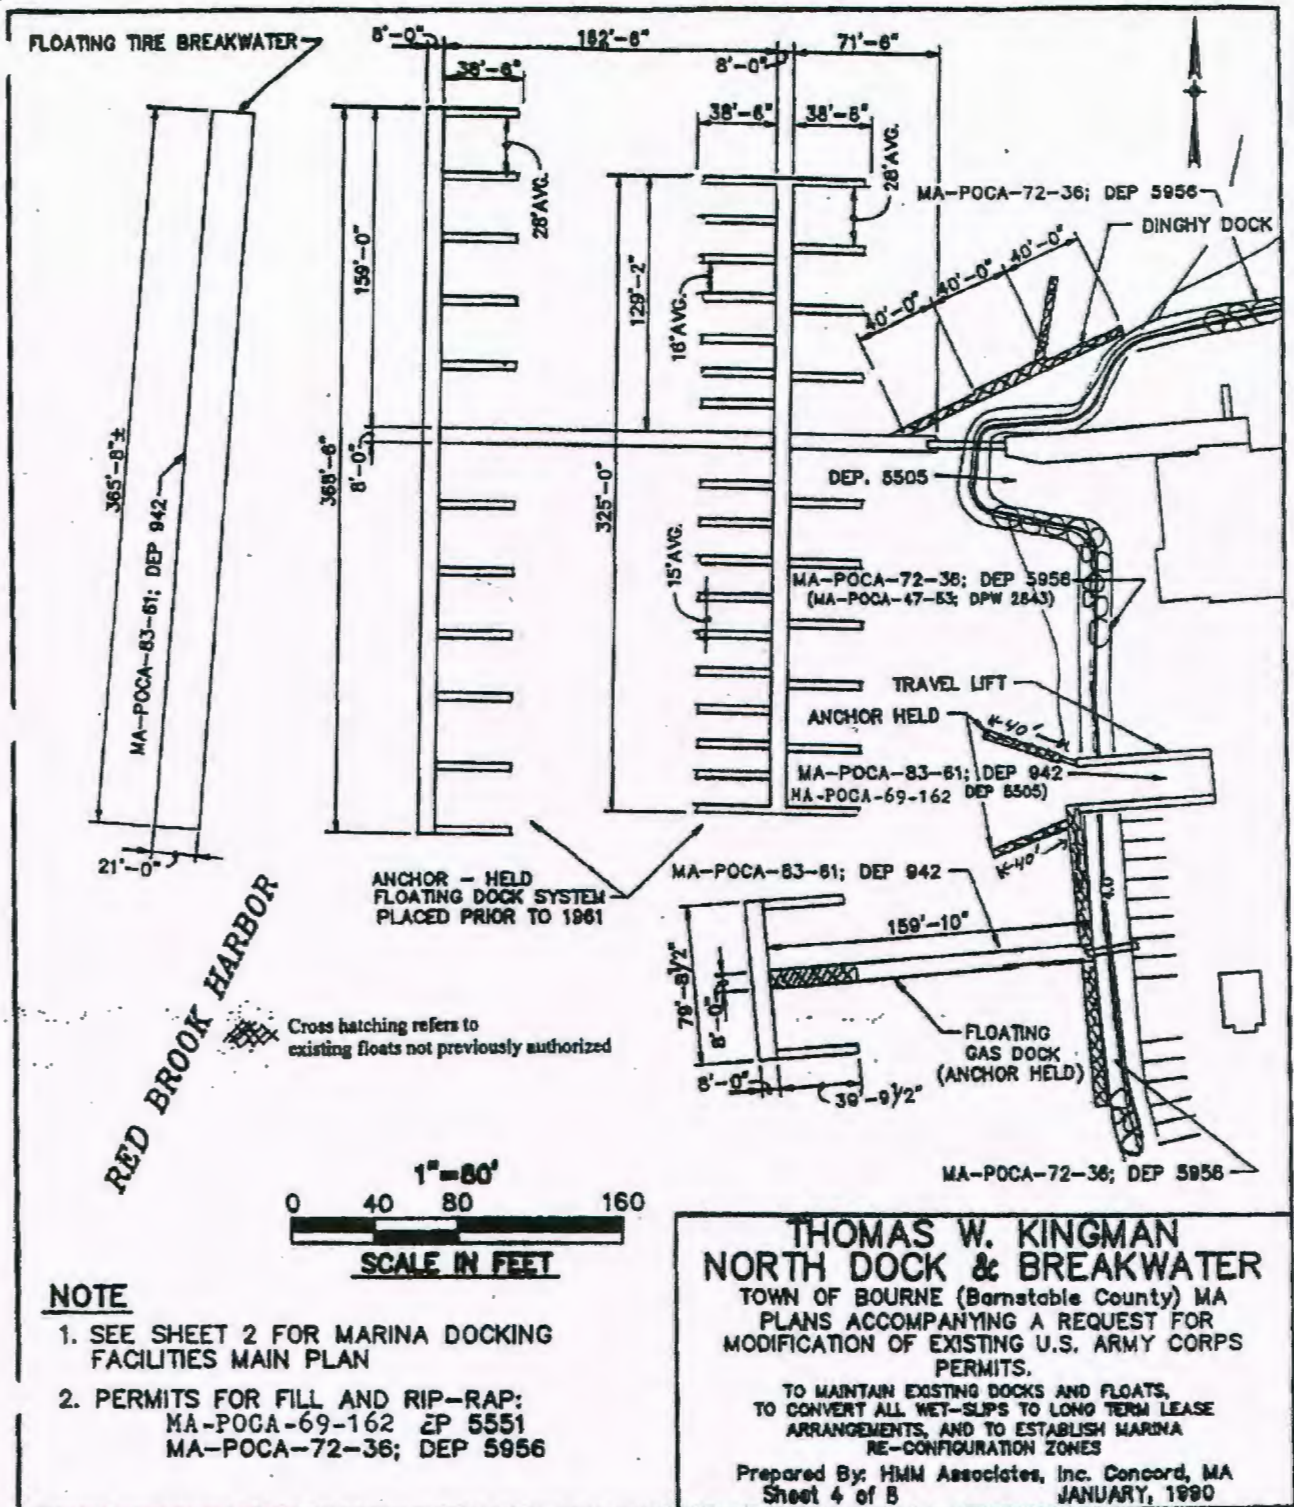 FLOATING TIRE BREAKWATER
8'-0"
162'-6"
71'-6"
38'-6"
8'-0"
38'-6"
38'-6"
28'AVG.
28'AVG.
MA-POCA-72-36; DEP 5956
DINGHY DOCK
40'-0"
40'-0"
40'-0"
159'-0"
129'-2"
16'AVG.
365'-8"±
368'-6"
8'-0"
325'-0"
MA-POCA-83-61; DEP 942
DEP. 5505
15'AVG.
MA-POCA-72-36; DEP 5956
(MA-POCA-47-53; DPW 2843)
TRAVEL LIFT
ANCHOR HELD
40'
MA-POCA-83-61; DEP 942
MA-POCA-69-162 DEP 5505)
40'
4.0
21'-0"
ANCHOR - HELD
FLOATING DOCK SYSTEM
PLACED PRIOR TO 1961
MA-POCA-83-61; DEP 942
159'-10"
79'-8 1/2"
8'-0"
8'-0"
39'-9 1/2"
FLOATING
GAS DOCK
(ANCHOR HELD)
RED BROOK HARBOR
Cross hatching refers to
existing floats not previously authorized
MA-POCA-72-36; DEP 5956
1"=80'
0 40 80 160
SCALE IN FEET
NOTE
1. SEE SHEET 2 FOR MARINA DOCKING
FACILITIES MAIN PLAN
2. PERMITS FOR FILL AND RIP-RAP:
MA-POCA-69-162 EP 5551
MA-POCA-72-36; DEP 5956
THOMAS W. KINGMAN
NORTH DOCK & BREAKWATER
TOWN OF BOURNE (Barnstable County) MA
PLANS ACCOMPANYING A REQUEST FOR
MODIFICATION OF EXISTING U.S. ARMY CORPS
PERMITS.
TO MAINTAIN EXISTING DOCKS AND FLOATS,
TO CONVERT ALL WET-SLIPS TO LONG TERM LEASE
ARRANGEMENTS, AND TO ESTABLISH MARINA
RE-CONFIGURATION ZONES
Prepared By: HMM Associates, Inc. Concord, MA
Sheet 4 of 8 JANUARY, 1990